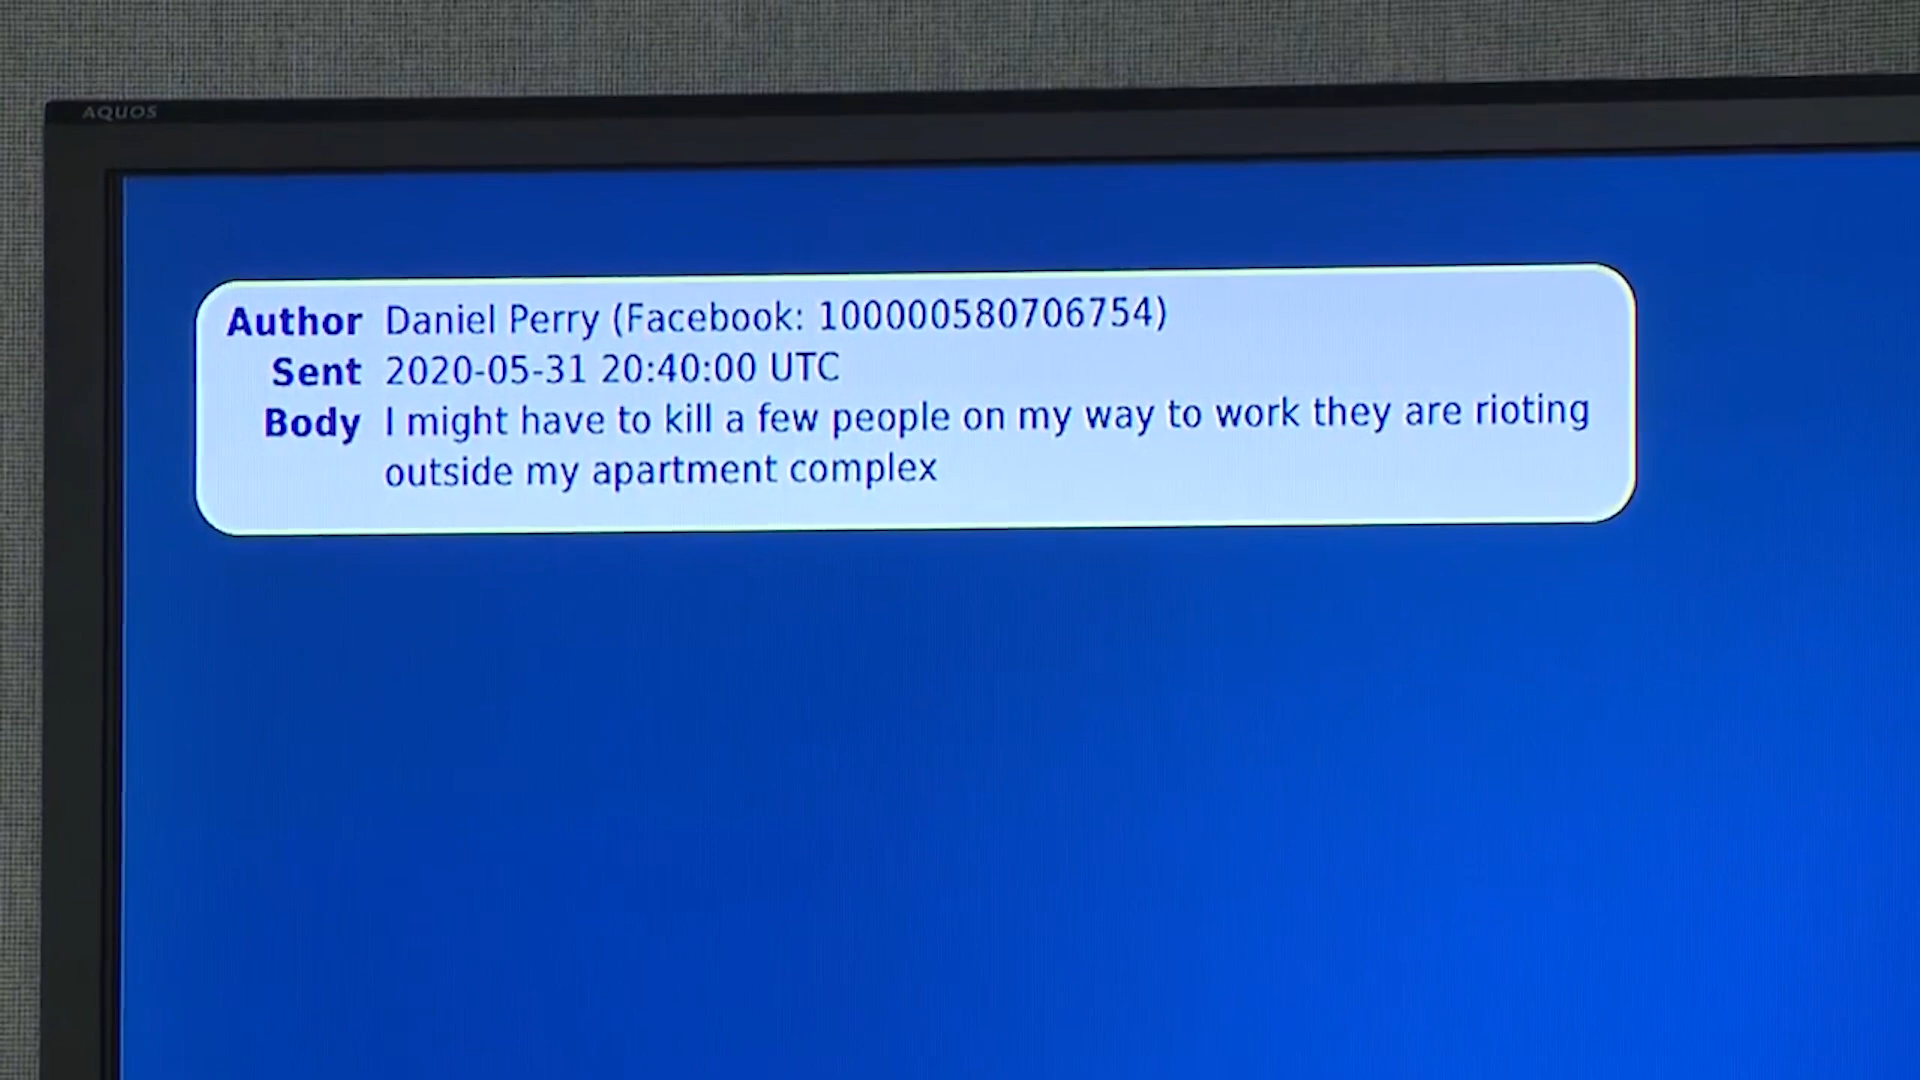 AQUOS
Author Daniel Perry (Facebook: 100000580706754)
Sent 2020-05-31 20:40:00 UTC
Body I might have to kill a few people on my way to work they are rioting
outside my apartment complex